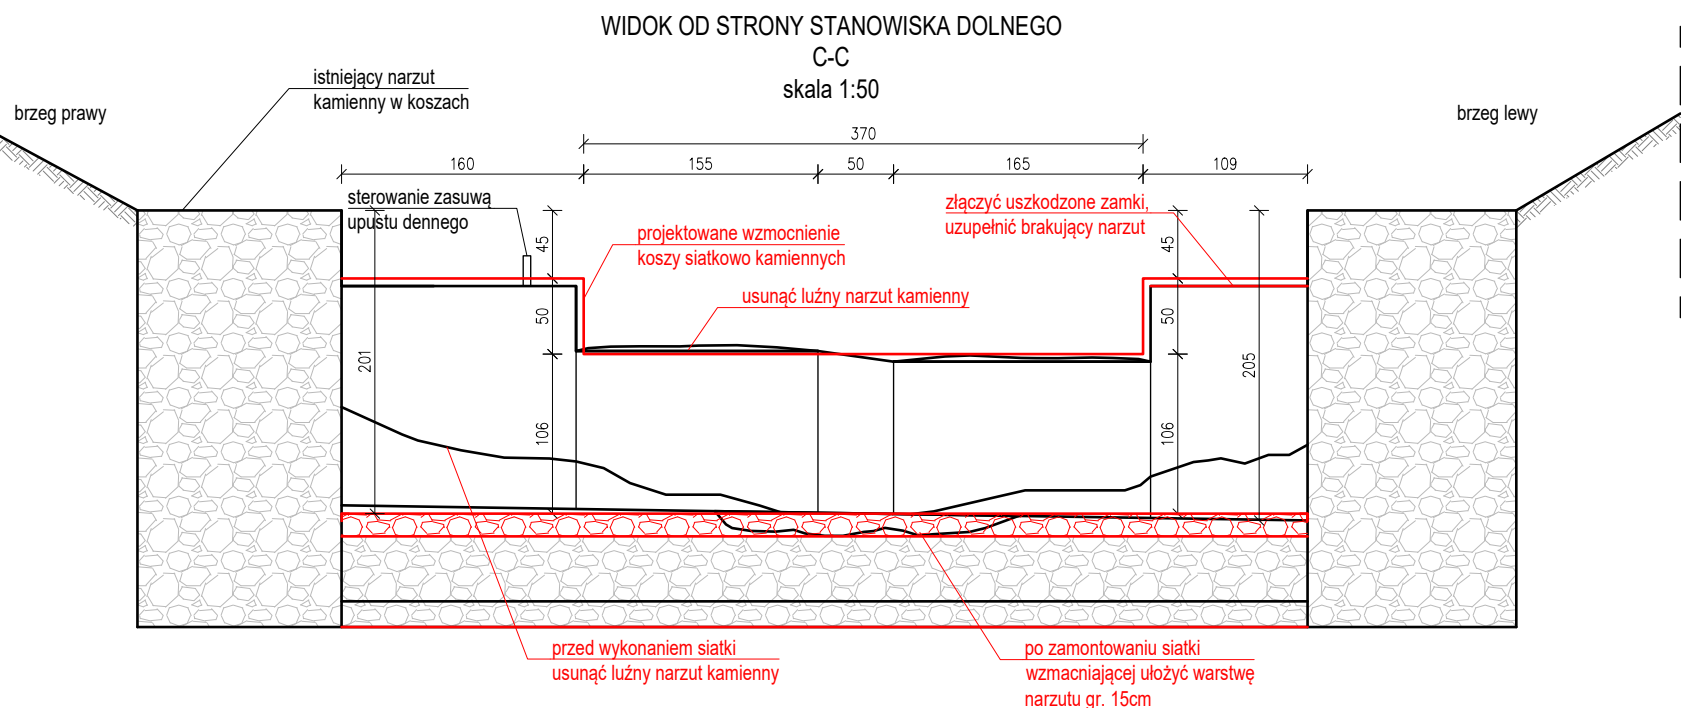 WIDOK OD STRONY STANOWISKA DOLNEGO
C-C
skala 1:50
istniejący narzut
kamienny w koszach
brzeg prawy
brzeg lewy
370
160
155
50
165
109
sterowanie zasuwą
upustu dennego
złączyć uszkodzone zamki,
uzupełnić brakujący narzut
projektowane wzmocnienie
koszy siatkowo kamiennych
usunąć luźny narzut kamienny
45
50
106
201
45
50
106
205
przed wykonaniem siatki
usunąć luźny narzut kamienny
po zamontowaniu siatki
wzmacniającej ułożyć warstwę
narzutu gr. 15cm